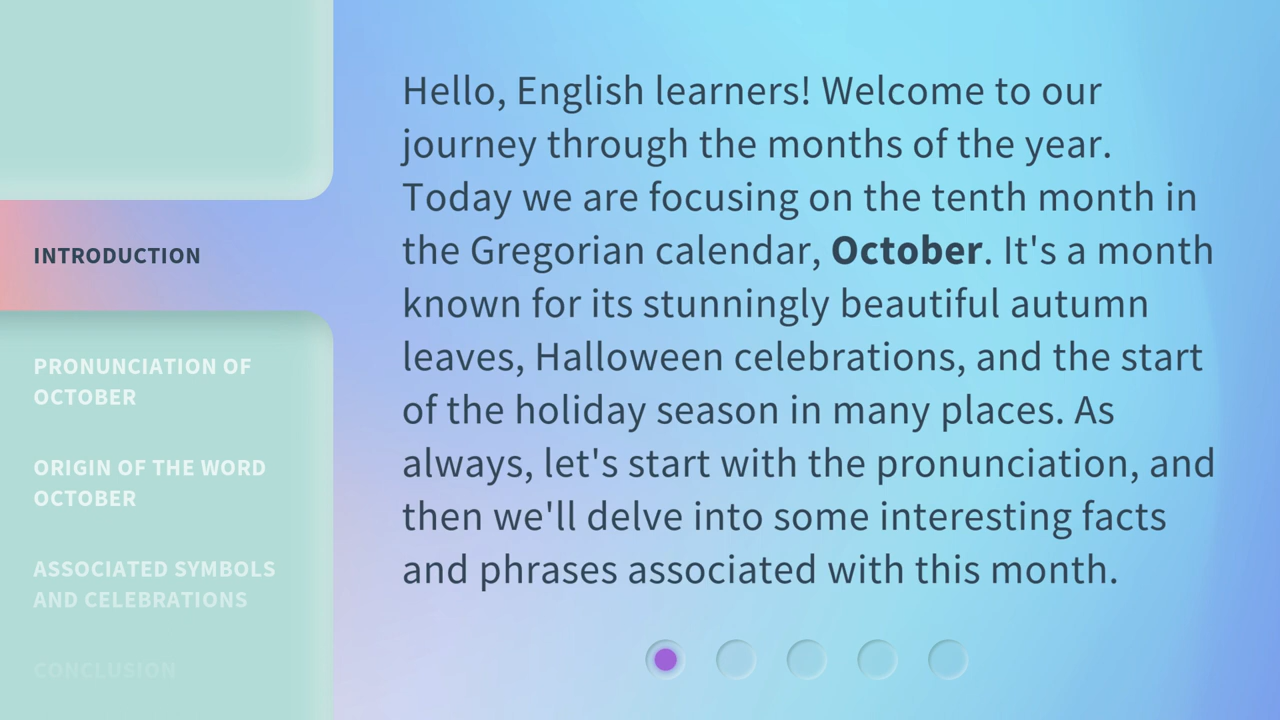 INTRODUCTION
PRONUNCIATION OF
OCTOBER
ORIGIN OF THE WORD
OCTOBER
ASSOCIATED SYMBOLS
AND CELEBRATIONS
CONCLUSION
Hello, English learners! Welcome to our
journey through the months of the year.
Today we are focusing on the tenth month in
the Gregorian calendar, October. It's a month
known for its stunningly beautiful autumn
leaves, Halloween celebrations, and the start
of the holiday season in many places. As
always, let's start with the pronunciation, and
then we'll delve into some interesting facts
and phrases associated with this month.